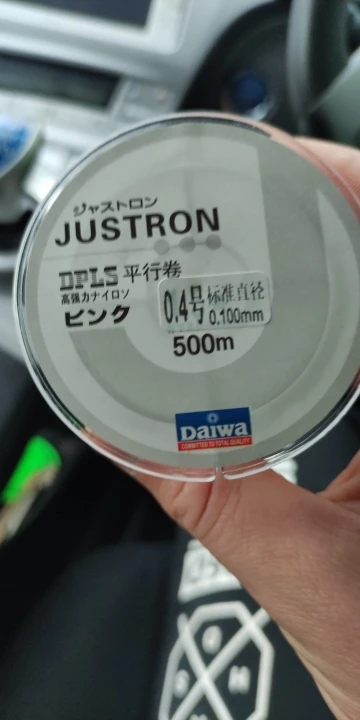 ジャストロン
JUSTRON
DPLS 平行巻
高強力ナイロン
ピンク
0.4号 标准直径
0.100mm
500m
DAIWA
COMMITTED TO TOTAL QUALITY